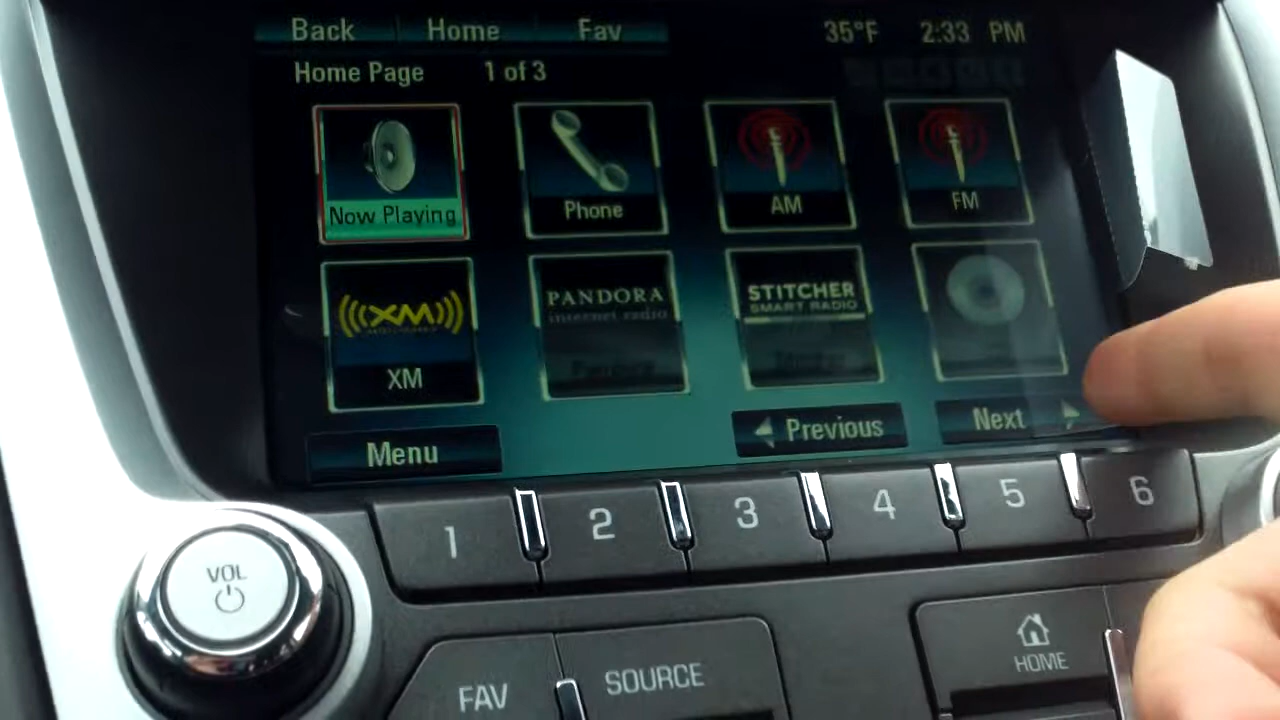 Back Home Fav 35°F 2:33 PM
Home Page 1 of 3
Now Playing Phone AM FM
XM PANDORA STITCHER
internet radio SMART RADIO
XM
Menu Previous Next
1 2 3 4 5 6
VOL
FAV SOURCE HOME